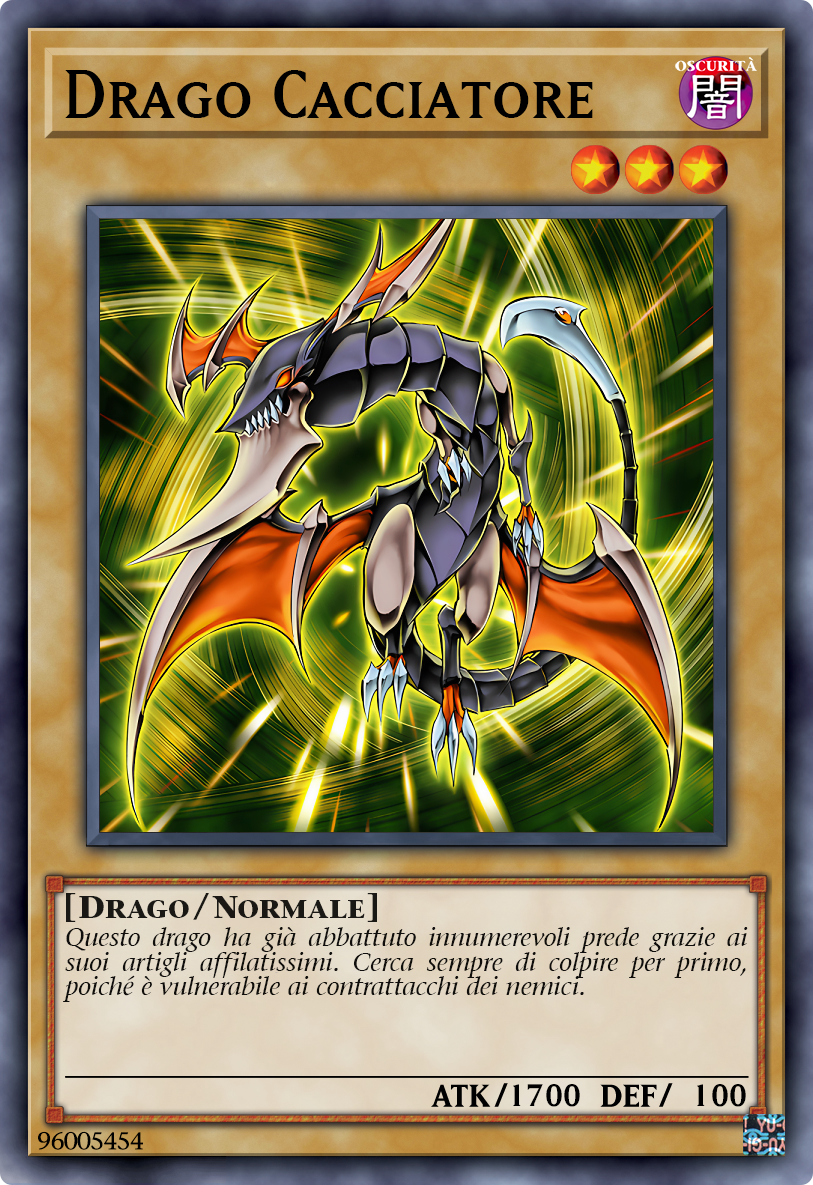 Drago Cacciatore
OSCURITÀ
闇
[Drago/Normale]
Questo drago ha già abbattuto innumerevoli prede grazie ai
suoi artigli affilatissimi. Cerca sempre di colpire per primo,
poiché è vulnerabile ai contrattacchi dei nemici.
ATK/1700 DEF/ 100
96005454